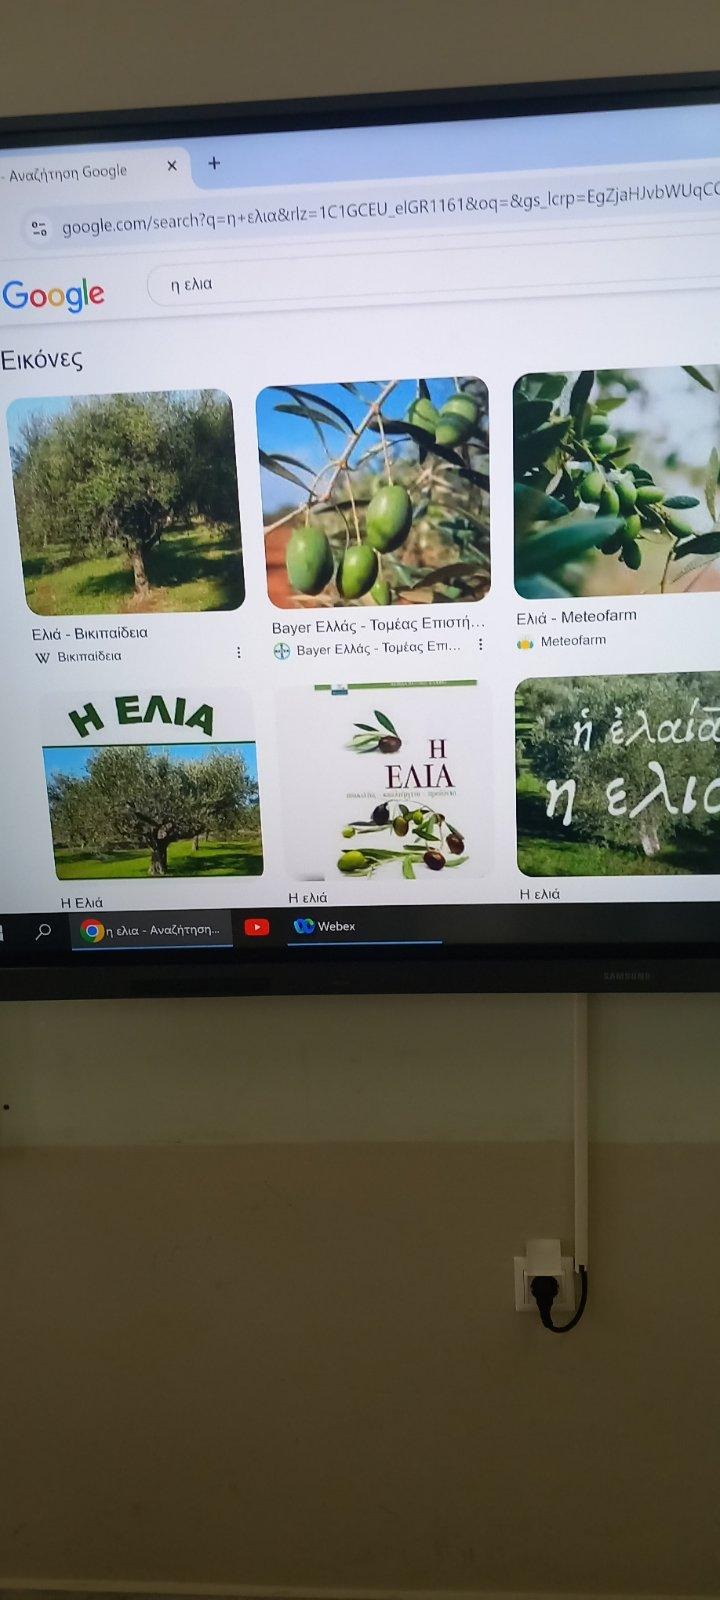 - Αναζήτηση Google
google.com/search?q=η+ελια&rlz=1C1GCEU_elGR1161&oq=&gs_lcrp=EgZjaHJvbWUqCC
Google
η ελια
Εικόνες
Ελιά - Βικιπαίδεια
Βικιπαίδεια
Bayer Ελλάς - Τομέας Επιστή...
Bayer Ελλάς - Τομέας Επι...
Ελιά - Meteofarm
Meteofarm
Η ΕΛΙΑ
Η
ΕΛΙΑ
ἡ ἐλαία
η ελια
Η Ελιά
Η ελιά
Η ελιά
η ελια - Αναζήτηση...
Webex
SAMSUNG